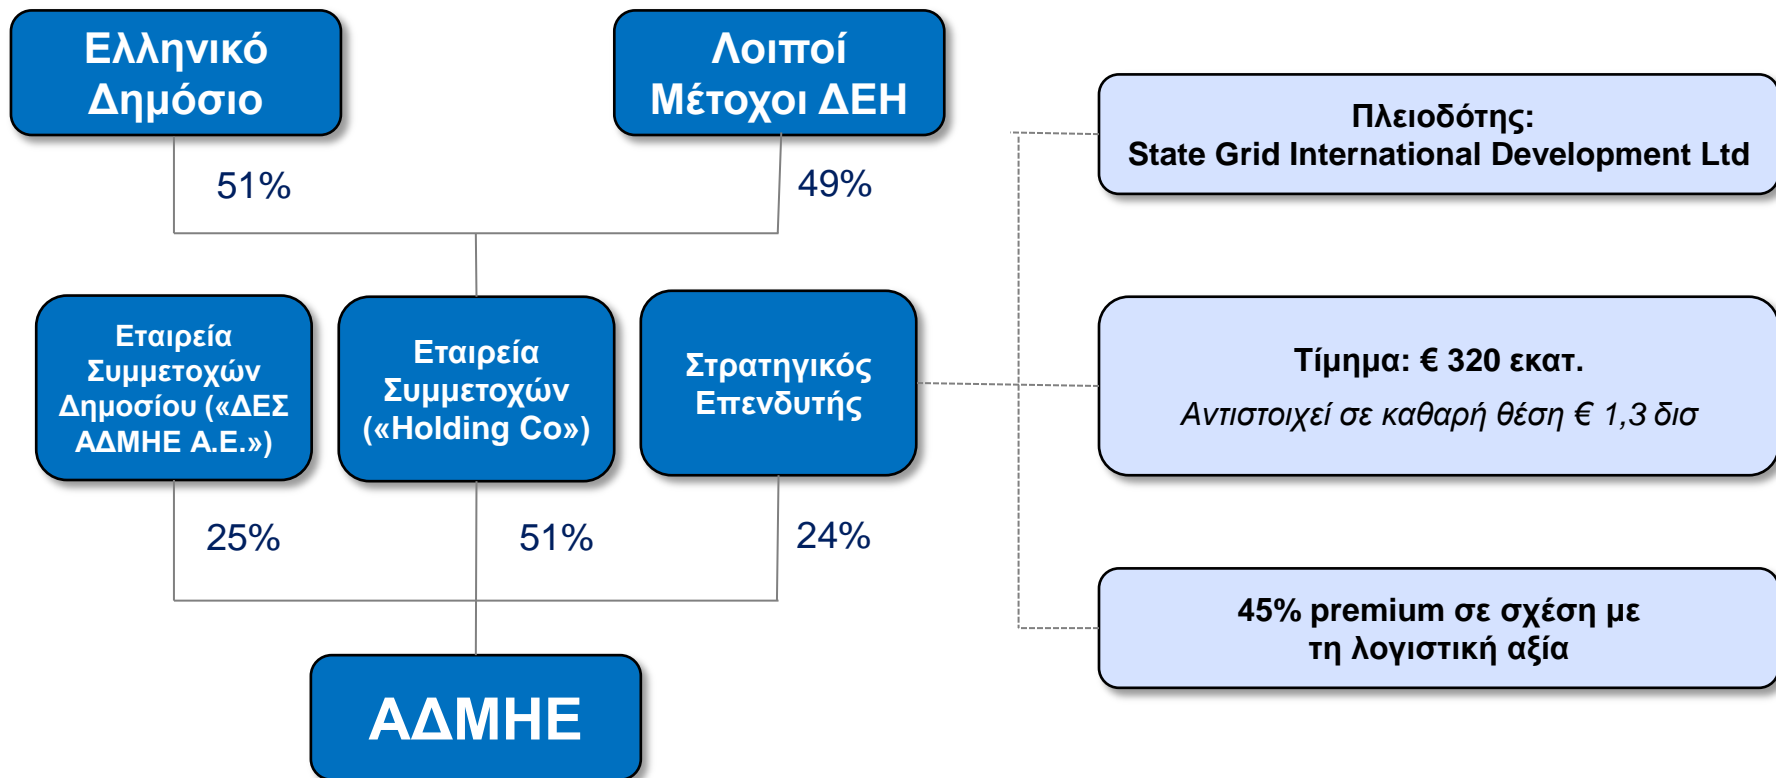 Ελληνικό
Δημόσιο
Λοιποί
Μέτοχοι ΔΕΗ
51%
49%
Εταιρεία
Συμμετοχών
Δημοσίου («ΔΕΣ
ΑΔΜΗΕ Α.Ε.»)
Εταιρεία
Συμμετοχών
(«Holding Co»)
Στρατηγικός
Επενδυτής
25%
51%
24%
ΑΔΜΗΕ
Πλειοδότης:
State Grid International Development Ltd
Τίμημα: € 320 εκατ.
Αντιστοιχεί σε καθαρή θέση € 1,3 δισ
45% premium σε σχέση με
τη λογιστική αξία